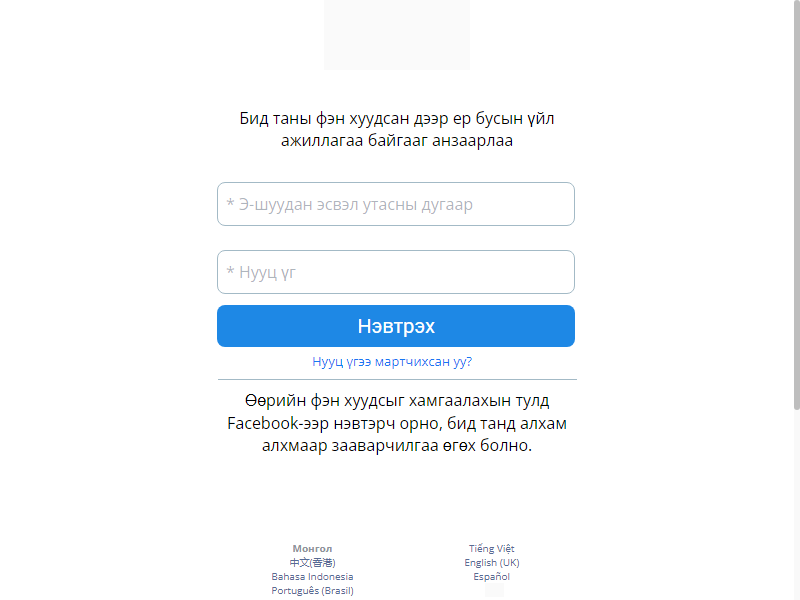 Бид таны фэн хуудсан дээр ер бусын үйл
ажиллагаа байгааг анзаарлаа
* Э-шуудан эсвэл утасны дугаар
* Нууц үг
Нэвтрэх
Нууц үгээ мартчихсан уу?
Өөрийн фэн хуудсыг хамгаалахын тулд
Facebook-ээр нэвтэрч орно, бид танд алхам
алхмаар зааварчилгаа өгөх болно.
Монгол
中文(香港)
Bahasa Indonesia
Português (Brasil)
Tiếng Việt
English (UK)
Español